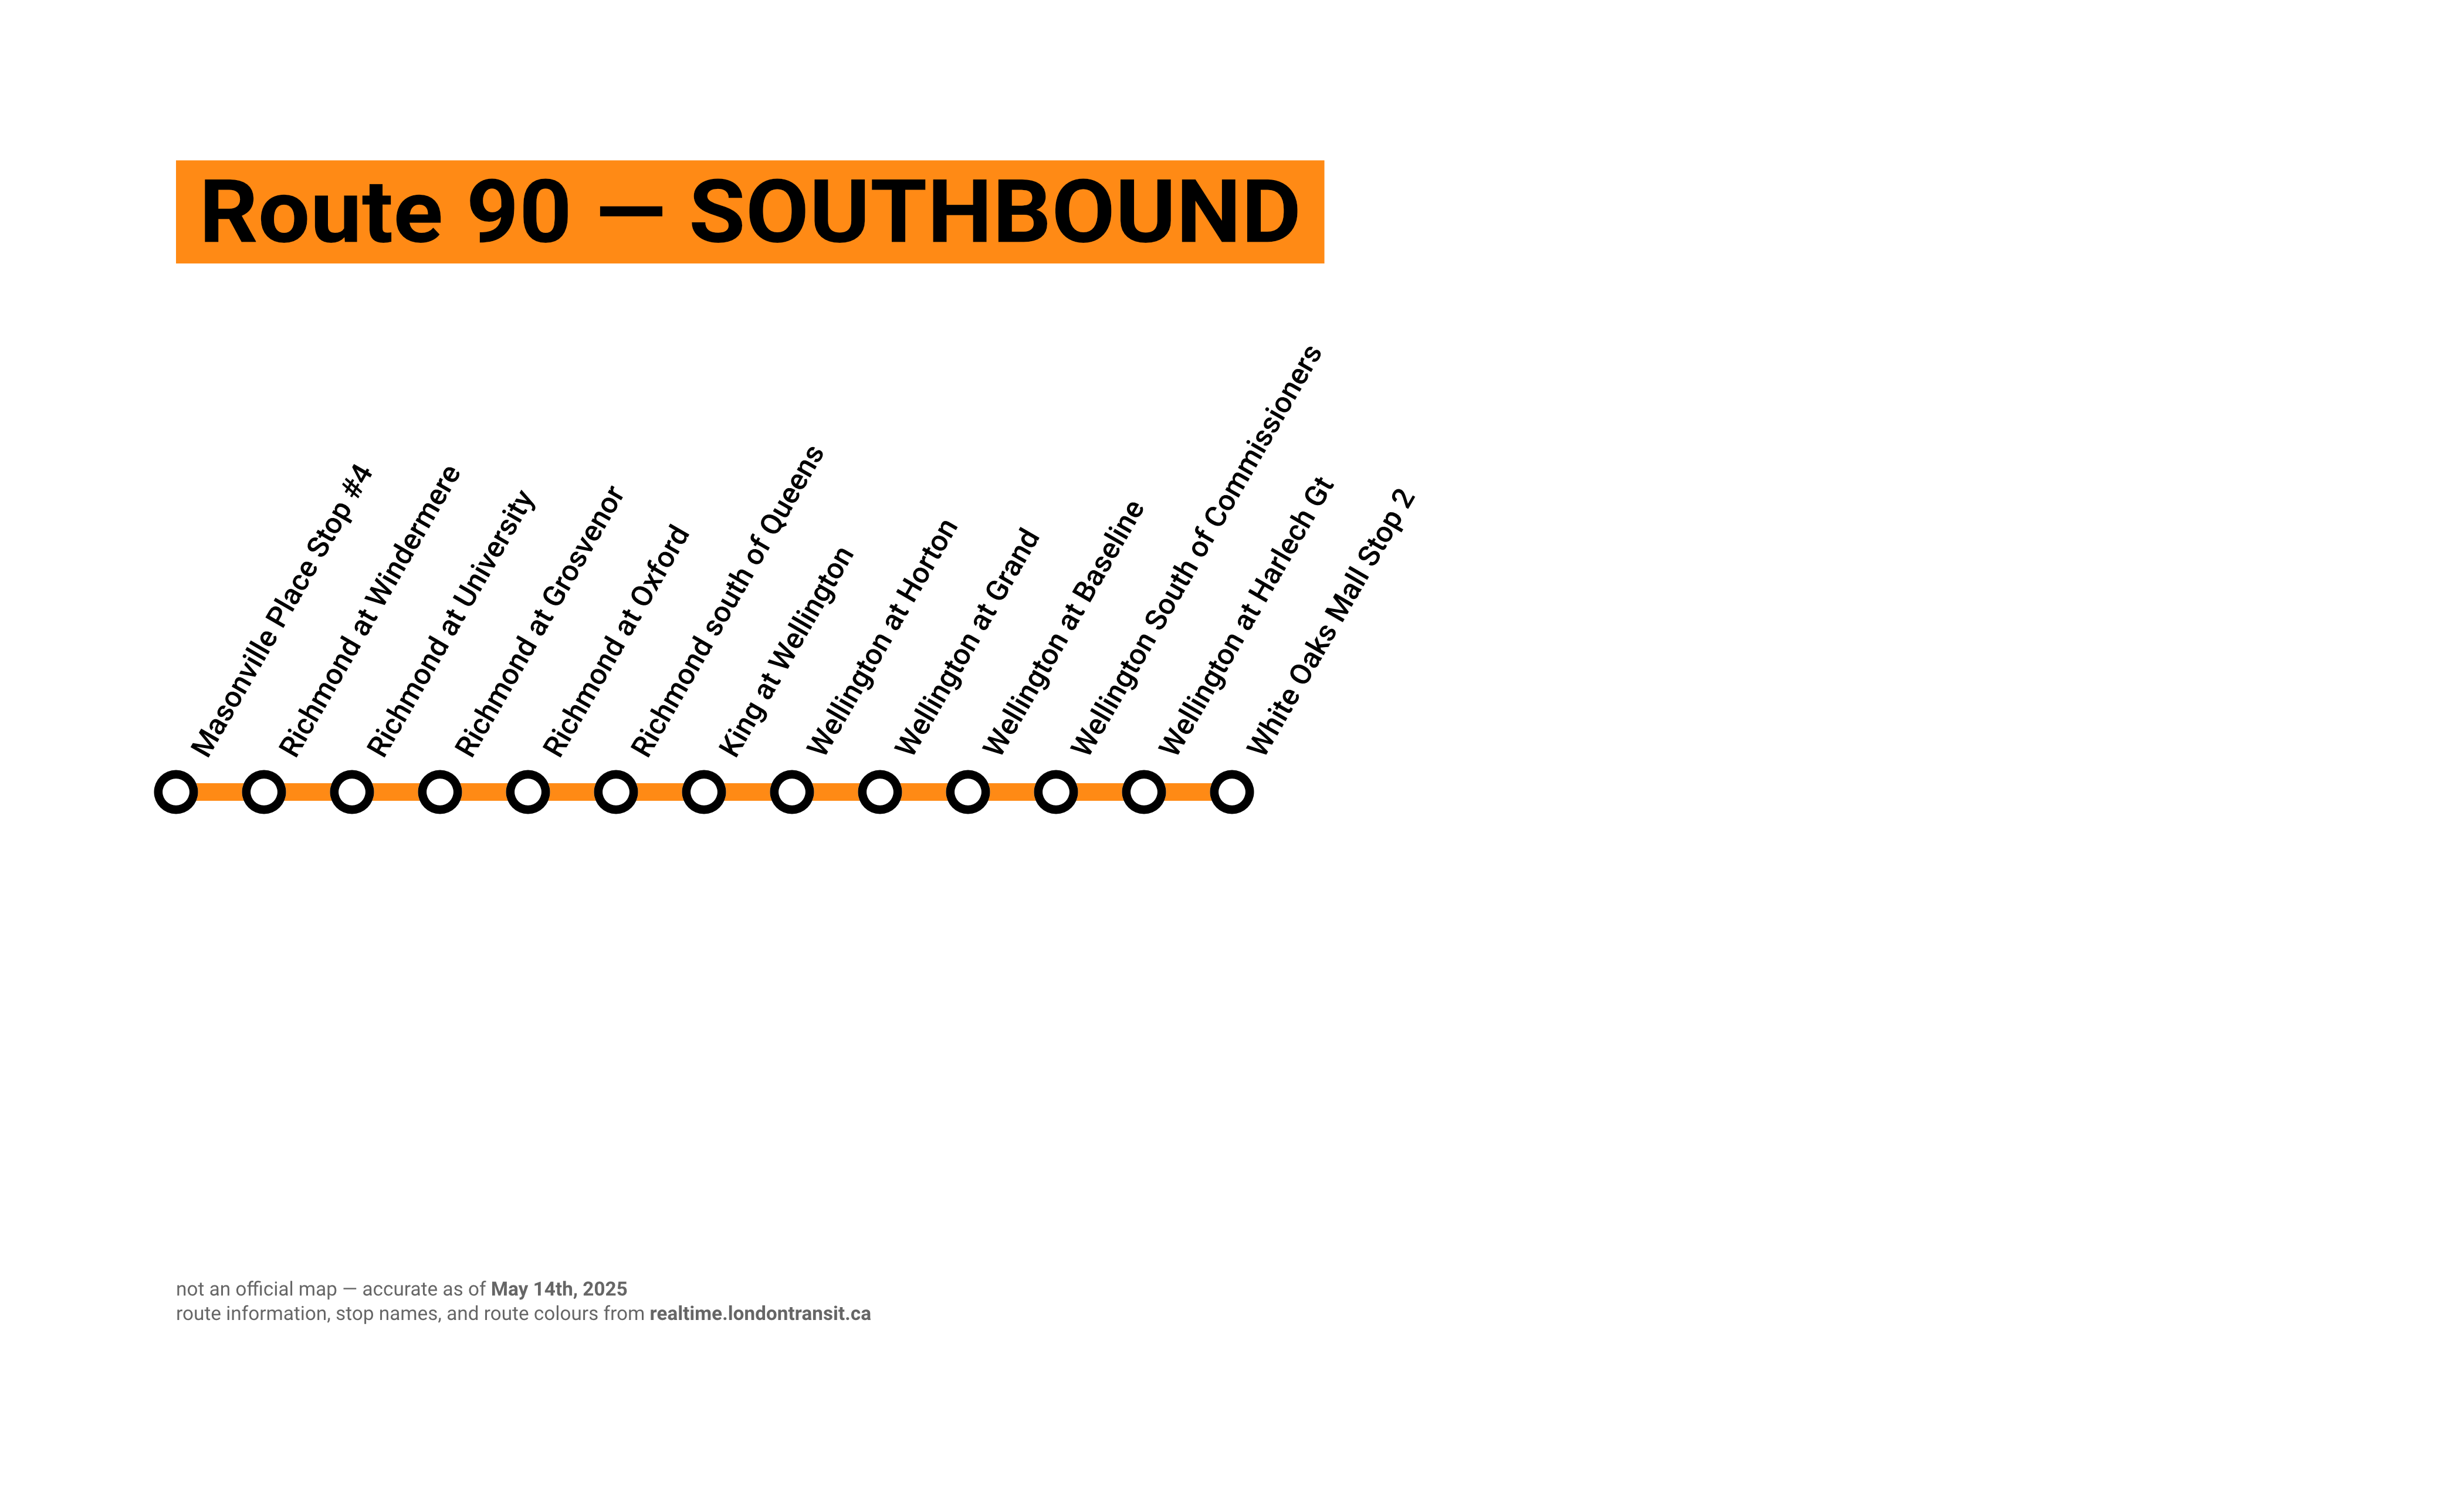 Route 90 — SOUTHBOUND
Masonville Place Stop #4
Richmond at Windermere
Richmond at University
Richmond at Grosvenor
Richmond at Oxford
Richmond south of Queens
King at Wellington
Wellington at Horton
Wellington at Grand
Wellington at Baseline
Wellington South of Commissioners
Wellington at Harlech Gt
White Oaks Mall Stop 2
not an official map — accurate as of May 14th, 2025
route information, stop names, and route colours from realtime.londontransit.ca